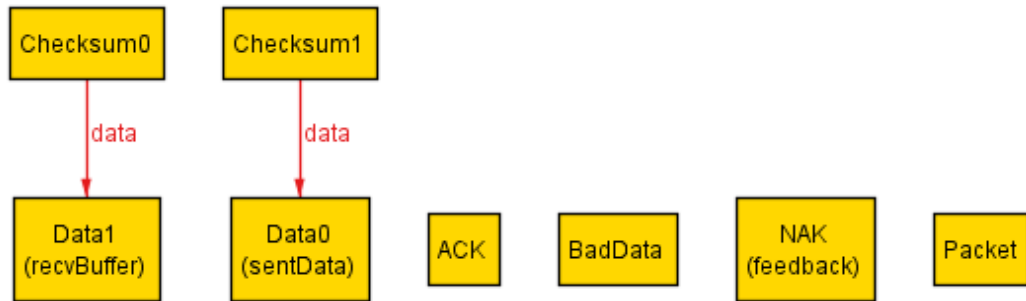 Checksum0
Checksum1
data
data
Data1
(recvBuffer)
Data0
(sentData)
ACK
BadData
NAK
(feedback)
Packet